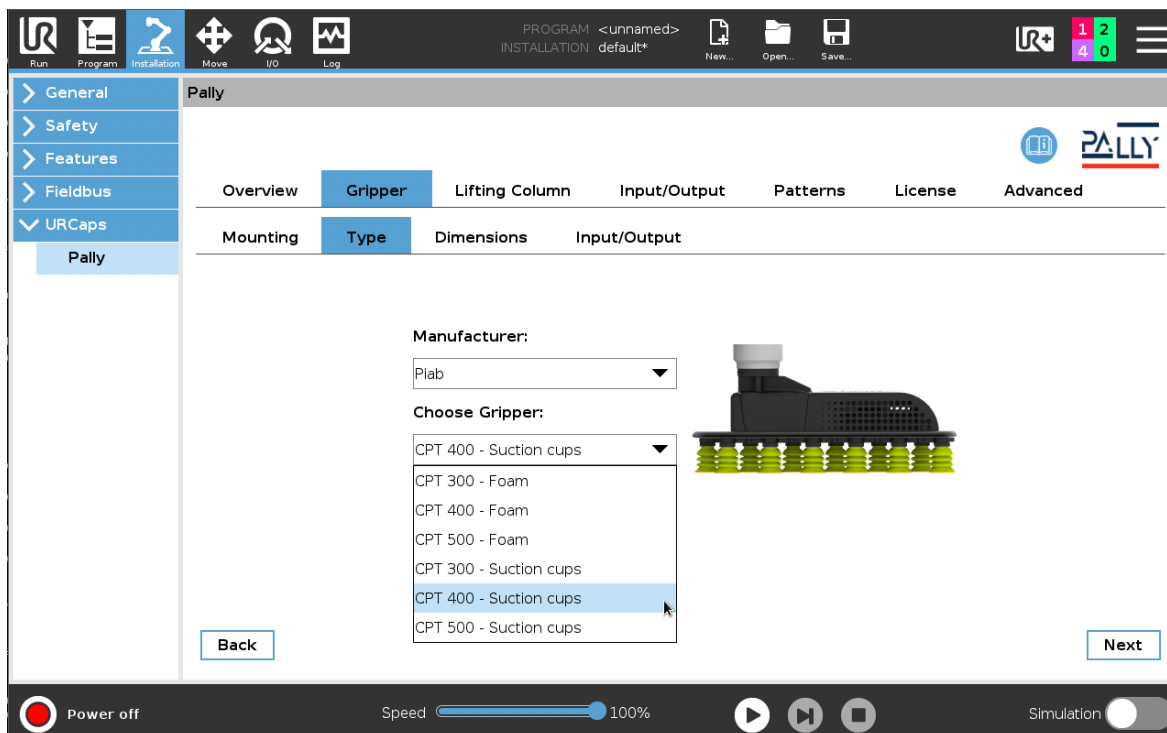 PROGRAM <unnamed>
INSTALLATION default*
UR
Run
Program
Installation
Move
I/O
Log
New...
Open...
Save...
UR+
1 2
4 0
General
Safety
Features
Fieldbus
URCaps
Pally
Pally
PALLY
Overview Gripper Lifting Column Input/Output Patterns License Advanced
Mounting Type Dimensions Input/Output
Manufacturer:
Piab
Choose Gripper:
CPT 400 - Suction cups
CPT 300 - Foam
CPT 400 - Foam
CPT 500 - Foam
CPT 300 - Suction cups
CPT 400 - Suction cups
CPT 500 - Suction cups
Back
Next
Power off
Speed 100%
Simulation